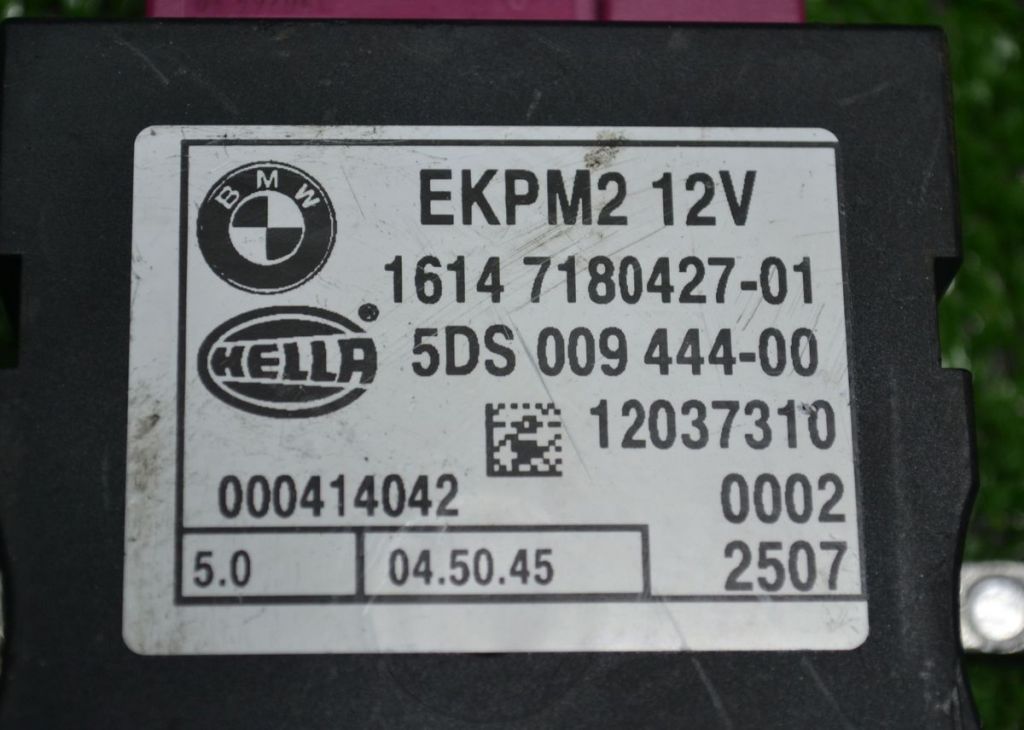 BMW
EKPM2 12V
1614 7180427-01
HELLA®
5DS 009 444-00
12037310
000414042
0002
5.0
04.50.45
2507